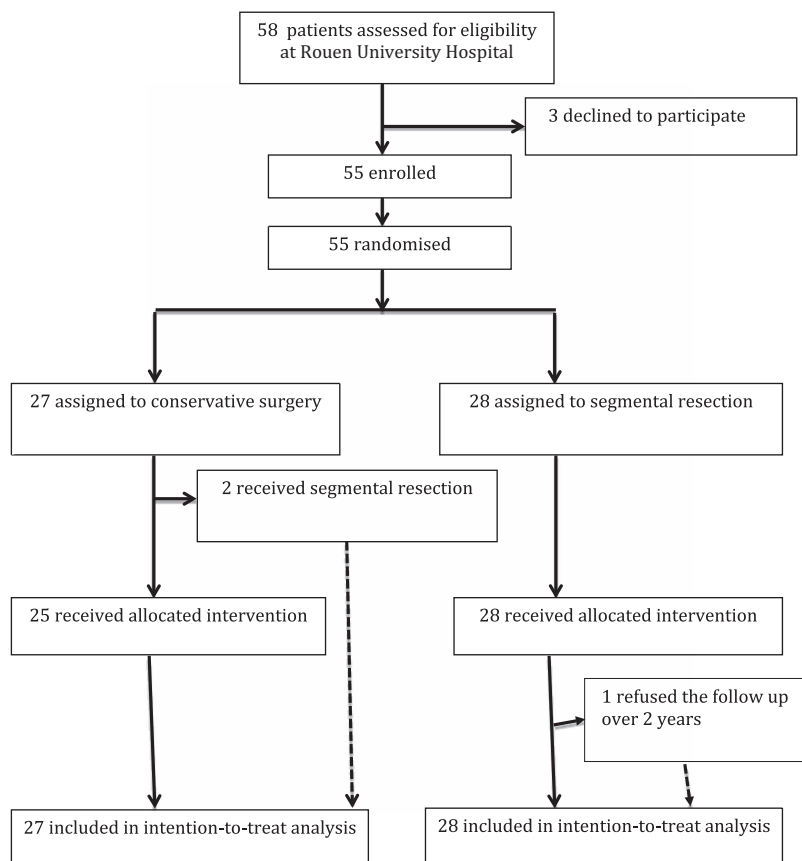 58 patients assessed for eligibility
at Rouen University Hospital
3 declined to participate
55 enrolled
55 randomised
27 assigned to conservative surgery
28 assigned to segmental resection
2 received segmental resection
25 received allocated intervention
28 received allocated intervention
1 refused the follow up
over 2 years
27 included in intention-to-treat analysis
28 included in intention-to-treat analysis